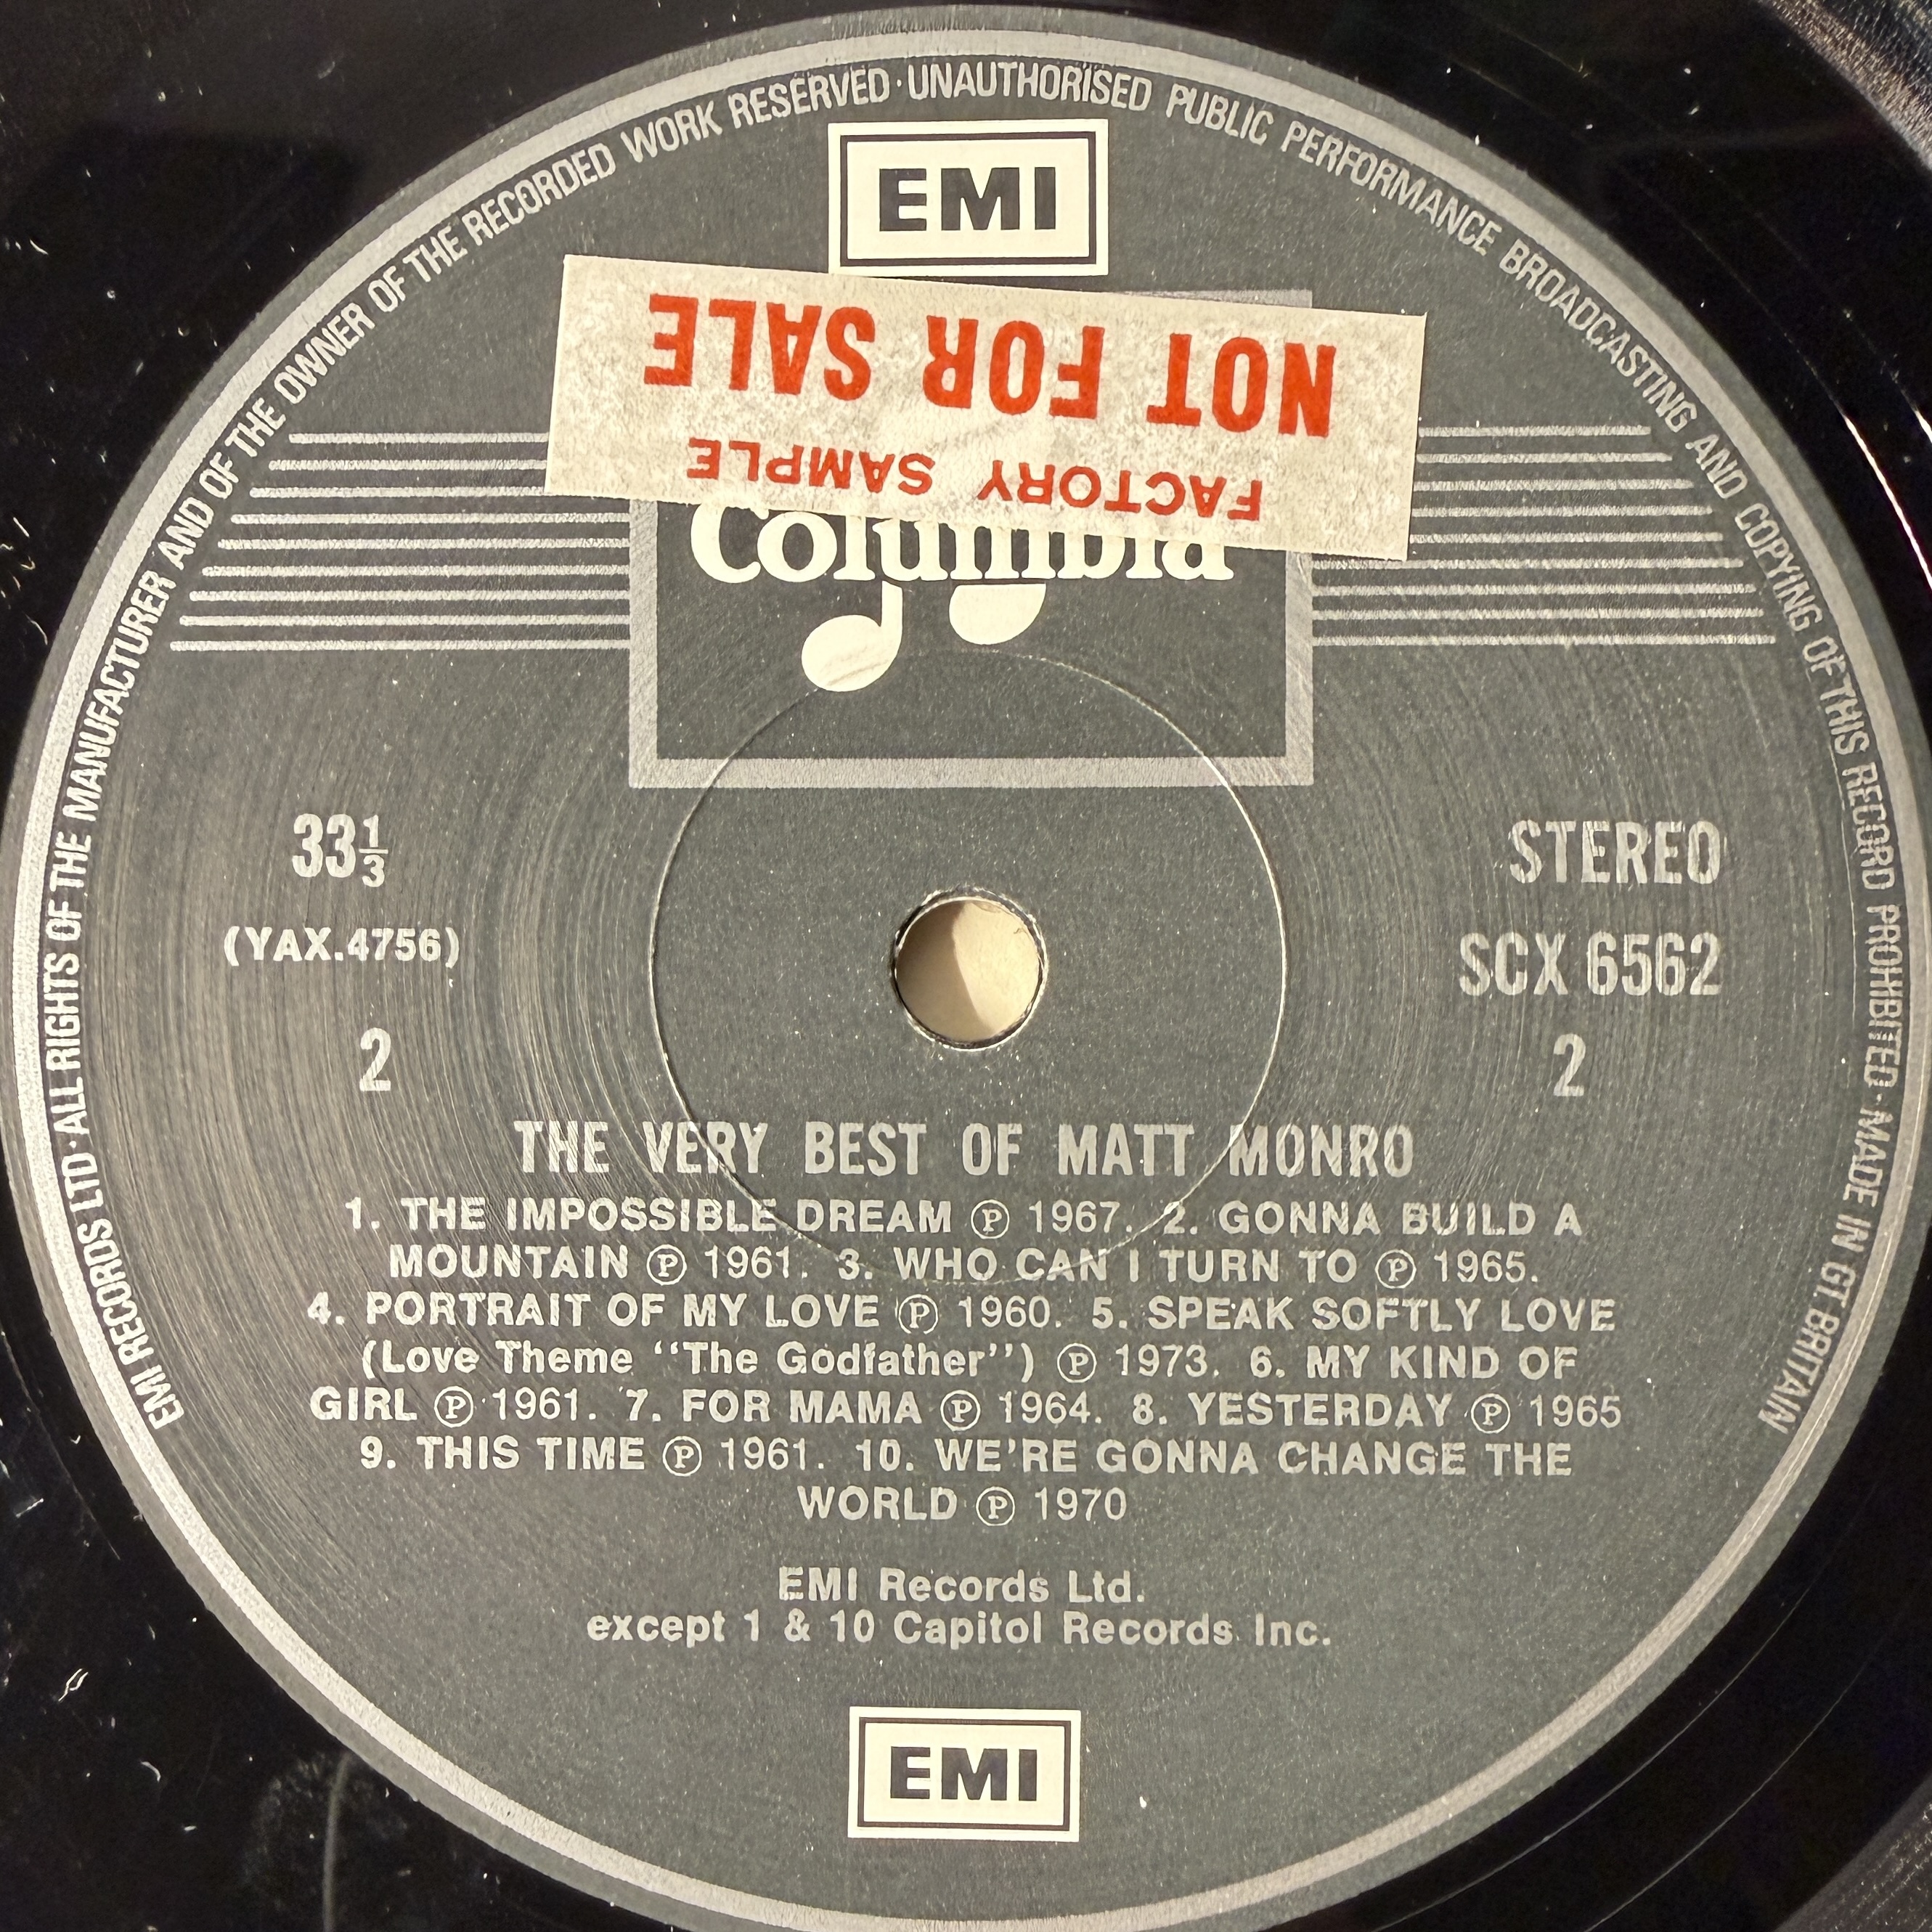 EMI RECORDS LTD · ALL RIGHTS OF THE MANUFACTURER AND OF THE OWNER OF THE RECORDED WORK RESERVED · UNAUTHORISED PUBLIC PERFORMANCE BROADCASTING AND COPYING OF THIS RECORD PROHIBITED · MADE IN GT. BRITAIN
EMI
NOT FOR SALE
FACTORY SAMPLE
Columbia
33⅓
STEREO
(YAX.4756)
SCX 6562
2
2
THE VERY BEST OF MATT MONRO
1. THE IMPOSSIBLE DREAM Ⓟ 1967. 2. GONNA BUILD A
MOUNTAIN Ⓟ 1961. 3. WHO CAN I TURN TO Ⓟ 1965.
4. PORTRAIT OF MY LOVE Ⓟ 1960. 5. SPEAK SOFTLY LOVE
(Love Theme "The Godfather") Ⓟ 1973. 6. MY KIND OF
GIRL Ⓟ 1961. 7. FOR MAMA Ⓟ 1964. 8. YESTERDAY Ⓟ 1965
9. THIS TIME Ⓟ 1961. 10. WE'RE GONNA CHANGE THE
WORLD Ⓟ 1970
EMI Records Ltd.
except 1 & 10 Capitol Records Inc.
EMI